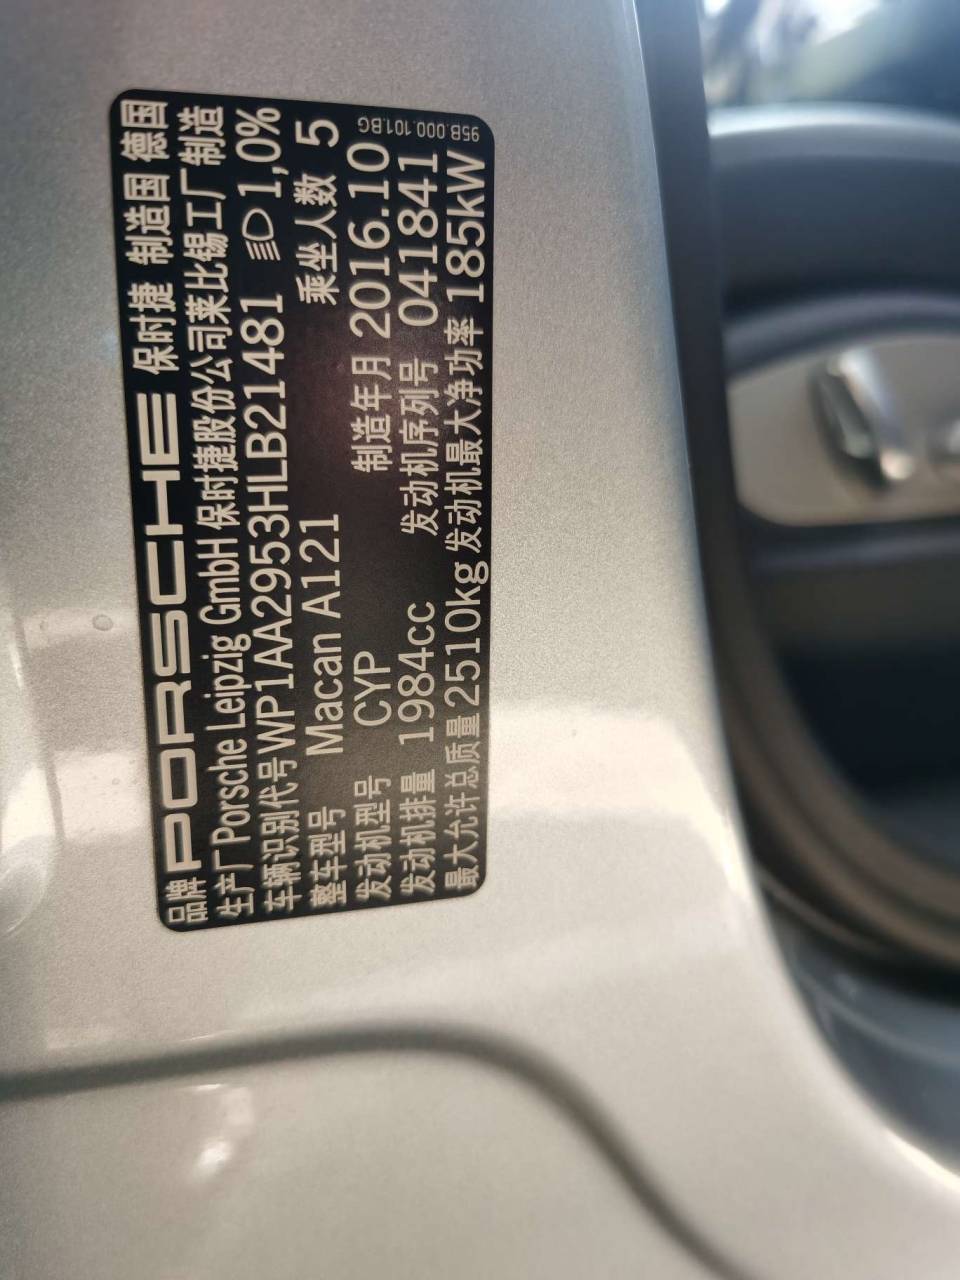 品牌 PORSCHE 保时捷 制造国 德国
生产厂 Porsche Leipzig GmbH 保时捷股份公司莱比锡工厂制造
车辆识别代号 WP1AA2953HLB21481 1,0%
整车型号 Macan A121 乘坐人数 5
发动机型号 CYP 制造年月 2016.10
发动机排量 1984cc 发动机序列号 041841
最大允许总质量 2510kg 发动机最大净功率 185kW
95B.000.101.BG